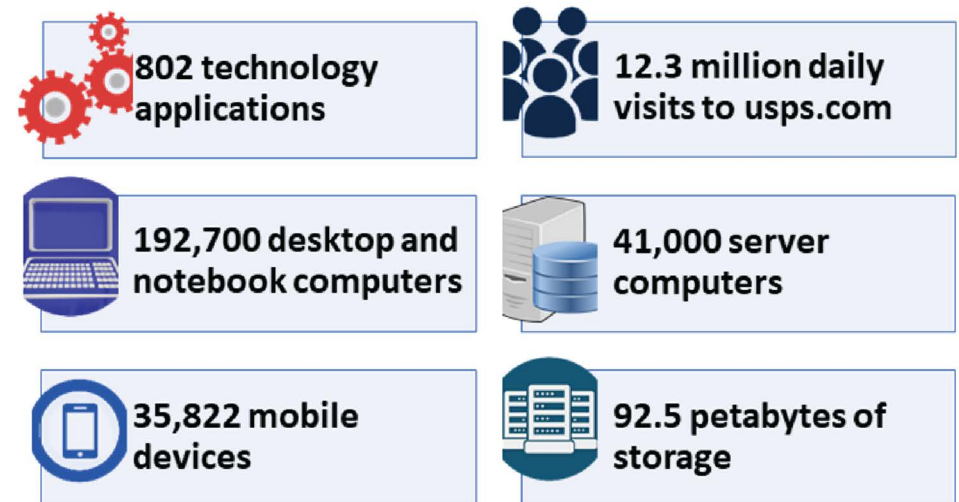 802 technology
applications
12.3 million daily
visits to usps.com
192,700 desktop and
notebook computers
41,000 server
computers
35,822 mobile
devices
92.5 petabytes of
storage